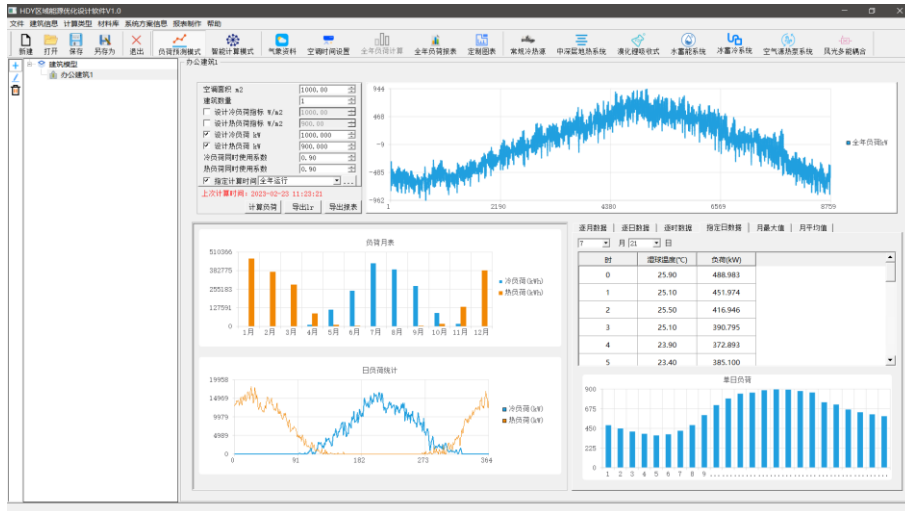 HDY区域能源优化设计软件V1.0
文件 建筑信息 计算类型 材料库 系统方案信息 报表制作 帮助
新建 打开 保存 另存为 退出 负荷预测模式 智能计算模式 气象资料 空调时间设置 全年负荷计算 全年负荷报表 定制图表 常规冷热源 中深层地热系统 溴化锂吸收式 水蓄能系统 冰蓄冷系统 空气源热泵系统 风光多能耦合
建筑模型
办公建筑1
办公建筑1
空调面积 m2 1000.00
建筑数量 1
设计冷负荷指标 W/m2 1000.00
设计热负荷指标 W/m2 900.00
设计冷负荷 kW 1000.000
设计热负荷 kW 900.000
冷负荷同时使用系数 0.90
热负荷同时使用系数 0.90
指定计算时间 全年运行 ...
上次计算时间：2023-02-23 11:23:21
计算负荷 导出lr 导出报表
944
468
-9
-485
-962
1 2190 4380 6569 8759
全年负荷kW
负荷月表
510366
382775
255183
127591
0
1月 2月 3月 4月 5月 6月 7月 8月 9月 10月 11月 12月
冷负荷(kWh)
热负荷(kWh)
日负荷统计
19958
14969
9979
4989
0
0 91 182 273 364
冷负荷(kW)
热负荷(kW)
逐月数据 逐日数据 逐时数据 指定日数据 月最大值 月平均值
7 月 21 日
时 湿球温度(℃) 负荷(kW)
0 25.90 488.983
1 25.10 451.974
2 25.50 416.946
3 25.10 390.795
4 23.90 372.893
5 23.40 385.100
单日负荷
900
675
450
225
0
1 2 3 4 5 6 7 8 9